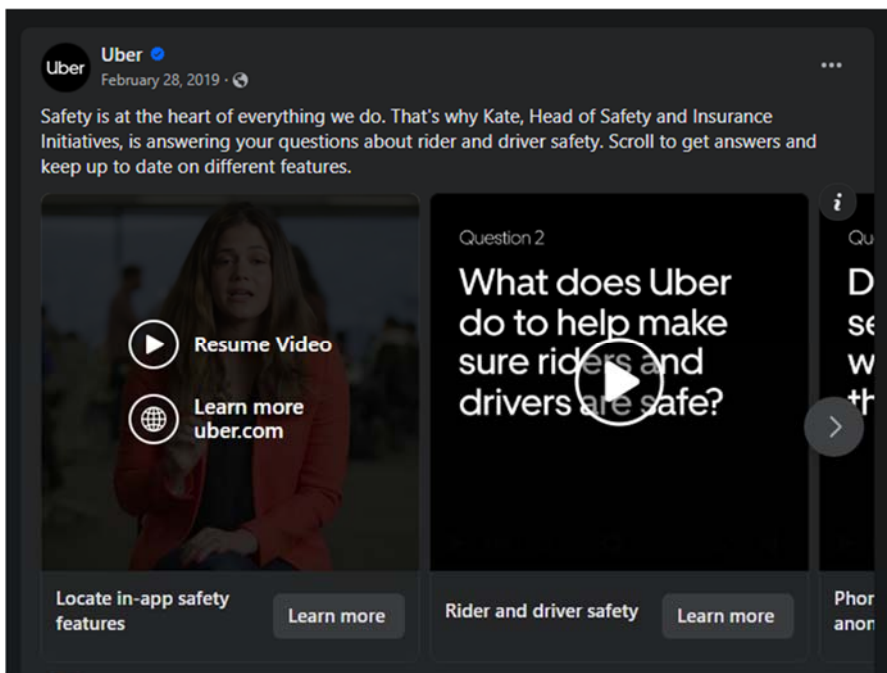 Uber
Uber
February 28, 2019 ·
Safety is at the heart of everything we do. That's why Kate, Head of Safety and Insurance
Initiatives, is answering your questions about rider and driver safety. Scroll to get answers and
keep up to date on different features.
Resume Video
Learn more
uber.com
Locate in-app safety
features
Learn more
Question 2
What does Uber
do to help make
sure riders and
drivers are safe?
Rider and driver safety
Learn more